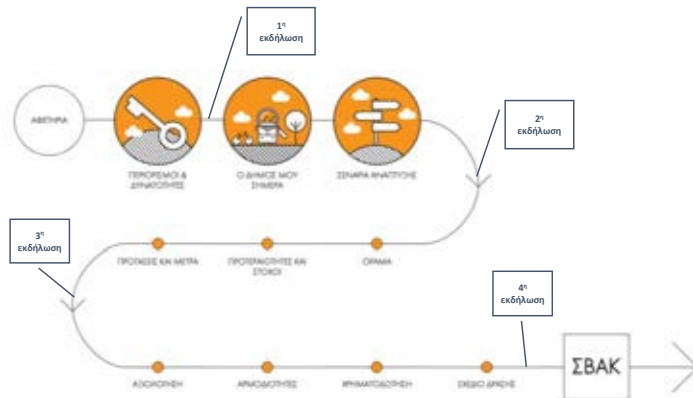 1η
εκδήλωση
ΑΦΕΤΗΡΙΑ
2η
εκδήλωση
ΠΕΡΙΟΡΙΣΜΟΙ &
ΔΥΝΑΤΟΤΗΤΕΣ
Ο ΔΗΜΟΣ ΜΟΥ
ΣΗΜΕΡΑ
ΣΕΝΑΡΙΑ ΑΝΑΠΤΥΞΗΣ
3η
εκδήλωση
ΠΡΟΤΑΣΕΙΣ ΚΑΙ ΜΕΤΡΑ
ΠΡΟΤΕΡΑΙΟΤΗΤΕΣ ΚΑΙ
ΣΤΟΧΟΙ
ΟΡΑΜΑ
4η
εκδήλωση
ΣΒΑΚ
ΑΞΙΟΛΟΓΗΣΗ
ΑΡΜΟΔΙΟΤΗΤΕΣ
ΧΡΗΜΑΤΟΔΟΤΗΣΗ
ΣΧΕΔΙΟ ΔΡΑΣΗΣ